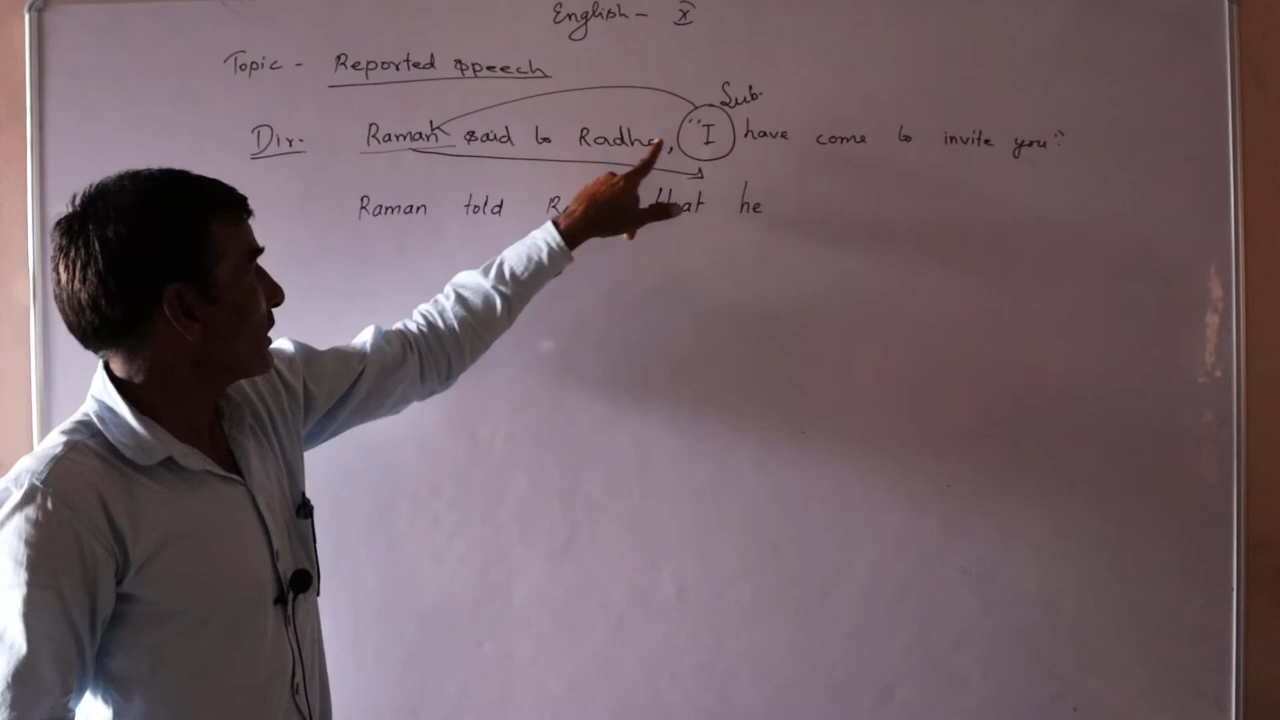 English - X
Topic - Reported speech
Sub.
Dir. Raman said to Radha, "I have come to invite you."
Raman told that he